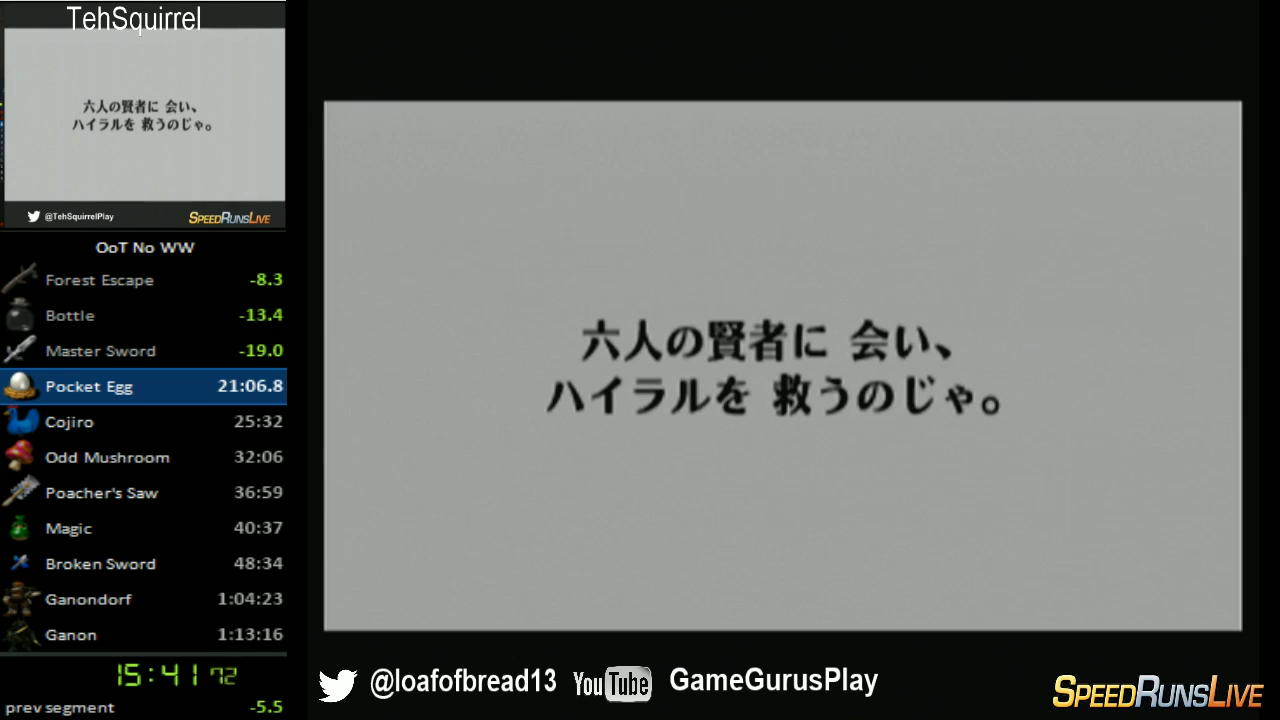 TehSquirrel
六人の賢者に 会い、
ハイラルを 救うのじゃ。
@TehSquirrelPlay
SPEEDRUNSLIVE
OoT No WW
Forest Escape -8.3
Bottle -13.4
Master Sword -19.0
Pocket Egg 21:06.8
Cojiro 25:32
Odd Mushroom 32:06
Poacher's Saw 36:59
Magic 40:37
Broken Sword 48:34
Ganondorf 1:04:23
Ganon 1:13:16
15:41 72
prev segment -5.5
六人の賢者に 会い、
ハイラルを 救うのじゃ。
@loafofbread13 YouTube GameGurusPlay
SPEEDRUNSLIVE